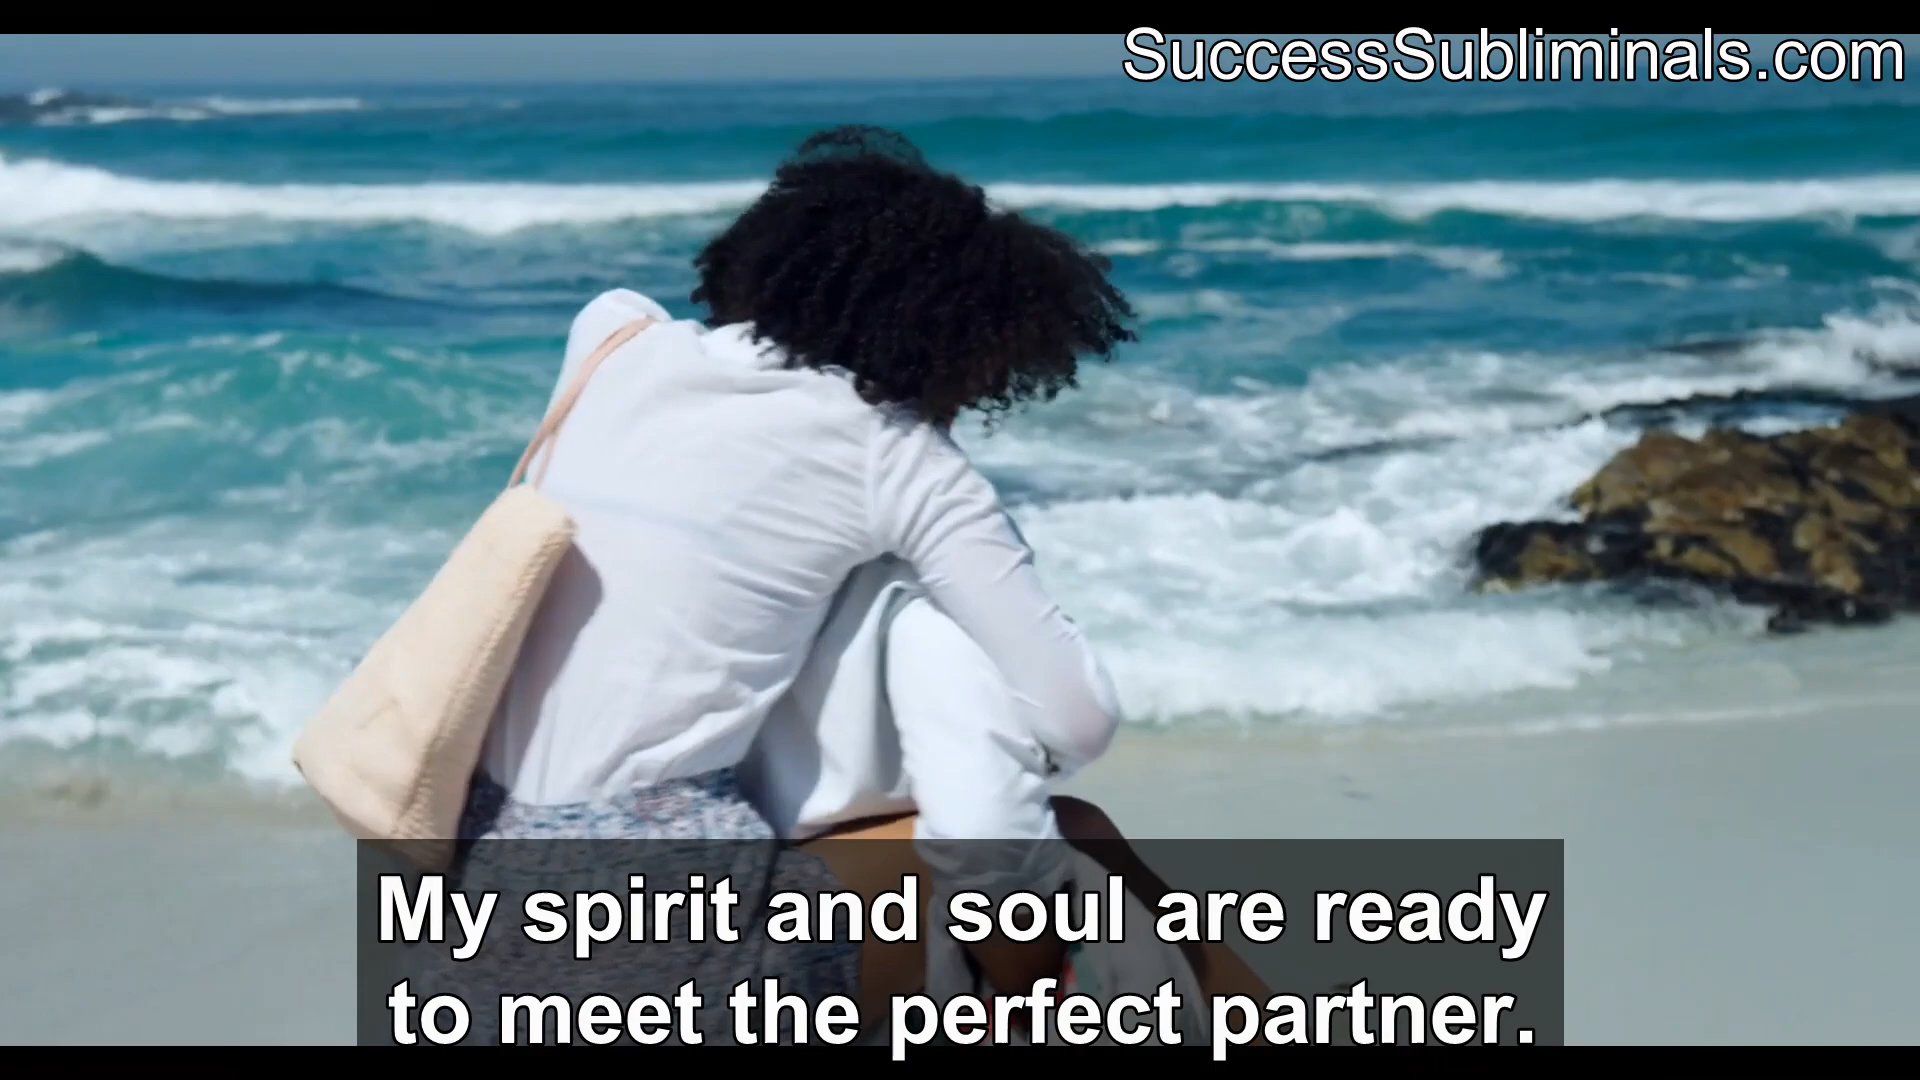 SuccessSubliminals.com
My spirit and soul are ready
to meet the perfect partner.